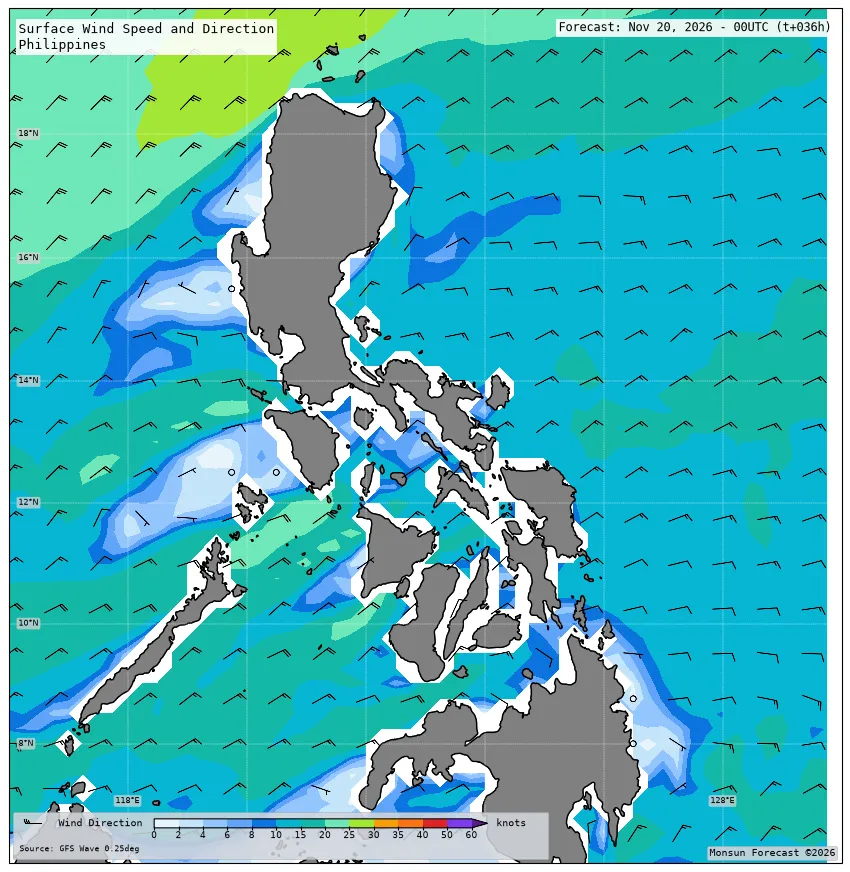 Surface Wind Speed and Direction
Philippines
Forecast: Nov 20, 2026 - 00UTC (t+036h)
18°N
16°N
14°N
12°N
10°N
8°N
118°E
128°E
Wind Direction
knots
0 2 4 6 8 10 15 20 25 30 35 40 50 60
Source: GFS Wave 0.25deg
Monsun Forecast ©2026